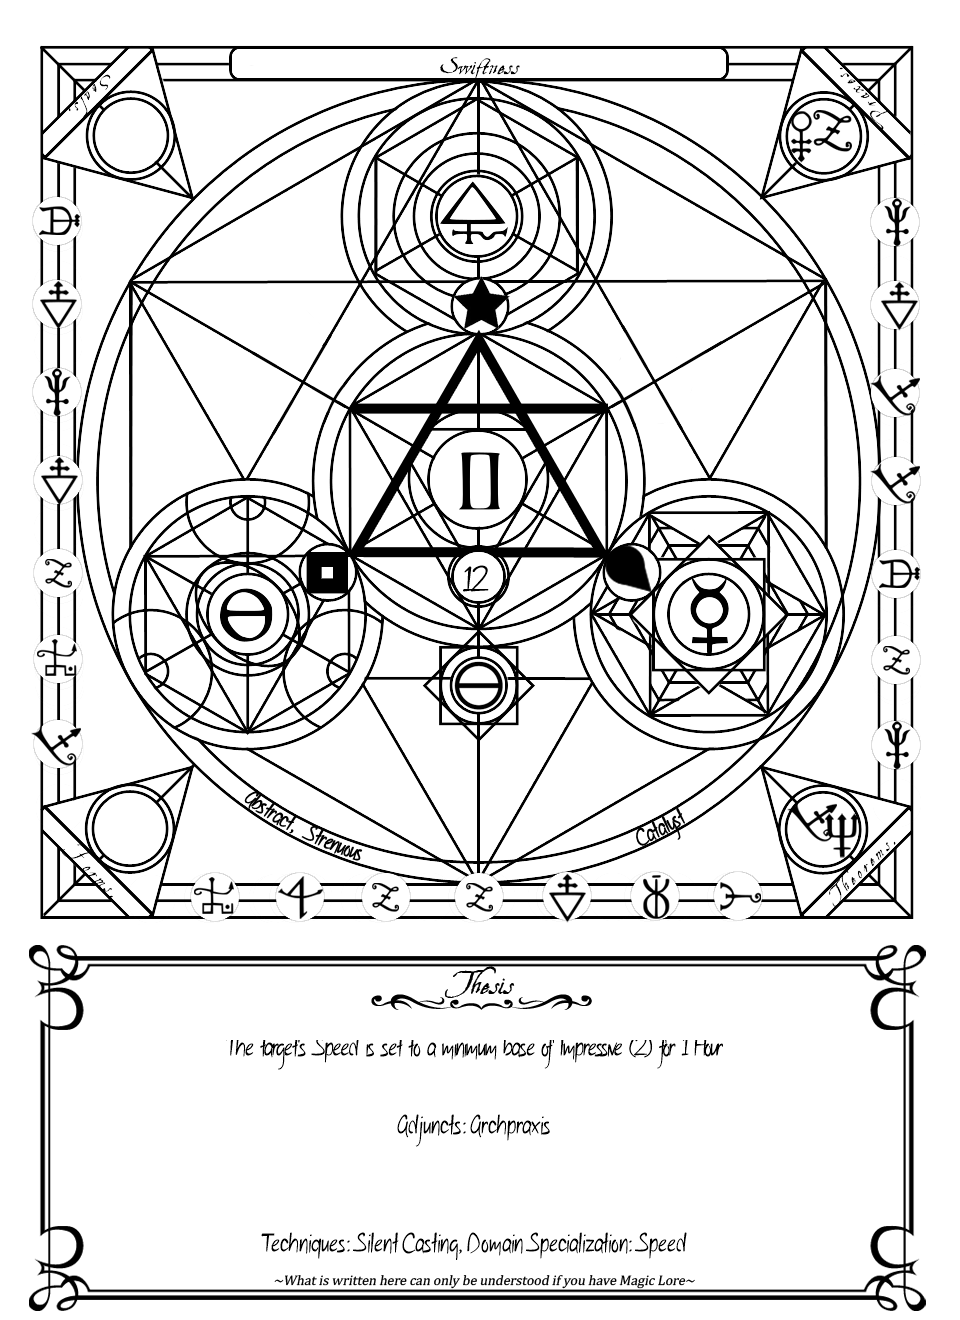 Swiftness
Seals
Praxes
12
Abstract, Strenuous
Catalyst
Forms
Theorems
Thesis
The target's Speed is set to a minimum base of Impressive (2) for 1 Hour
Adjuncts: Archpraxis
Techniques: Silent Casting, Domain Specialization: Speed
~What is written here can only be understood if you have Magic Lore~